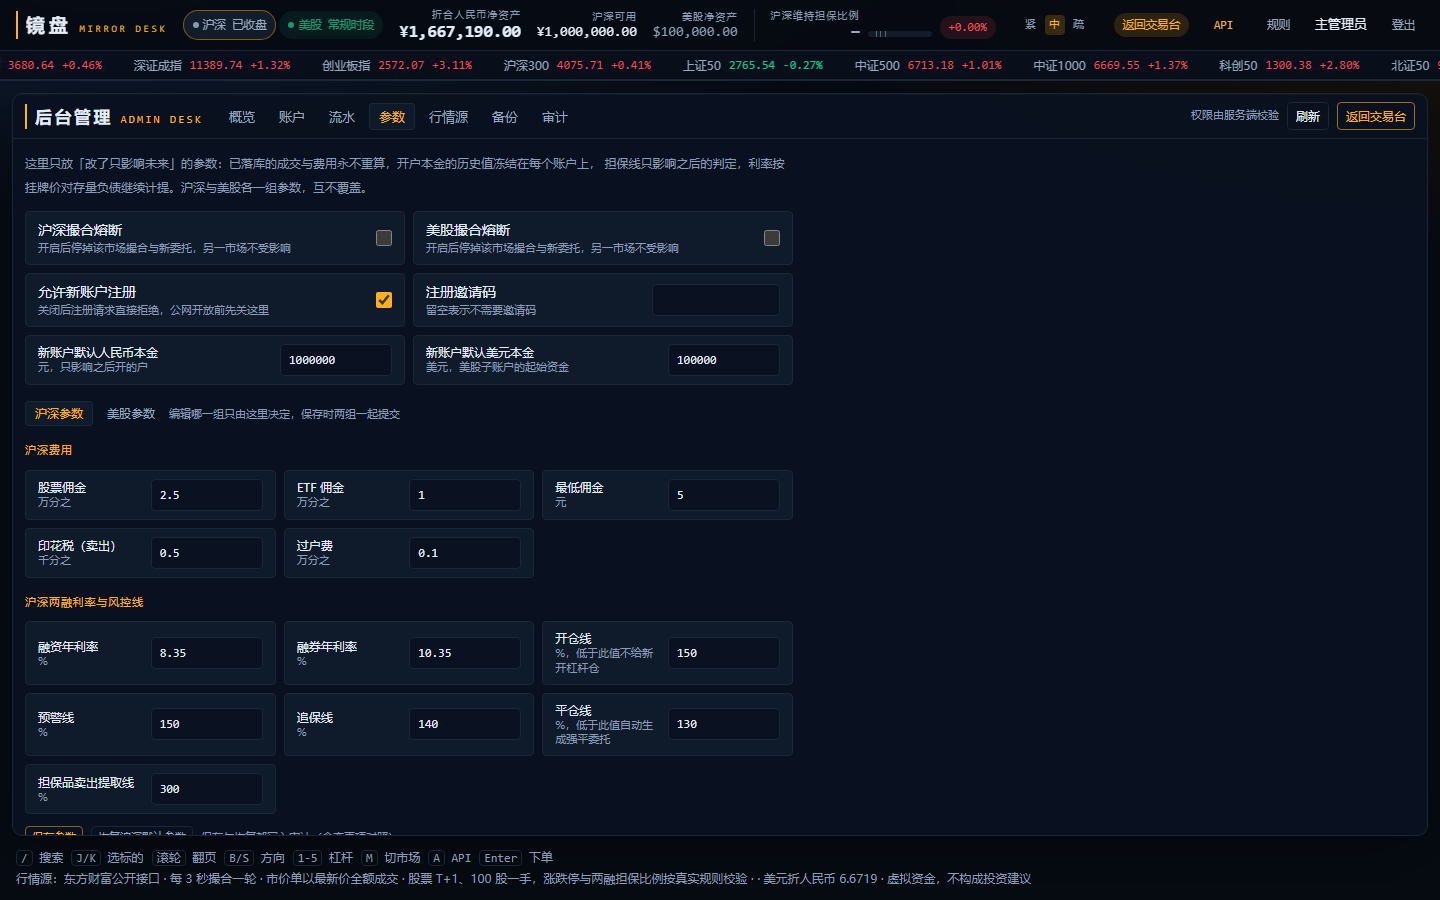 镜盘 MIRROR DESK 沪深 已收盘 美股 常规时段 折合人民币净资产 ¥1,667,190.00 沪深可用 ¥1,000,000.00 美股净资产 $100,000.00 沪深维持担保比例 — +0.00% 紧 中 疏 返回交易台 API 规则 主管理员 登出
3680.64 +0.46% 深证成指 11389.74 +1.32% 创业板指 2572.07 +3.11% 沪深300 4075.71 +0.41% 上证50 2765.54 -0.27% 中证500 6713.18 +1.01% 中证1000 6669.55 +1.37% 科创50 1300.38 +2.80% 北证50
后台管理 ADMIN DESK 概览 账户 流水 参数 行情源 备份 审计 权限由服务端校验 刷新 返回交易台
这里只放「改了只影响未来」的参数：已落库的成交与费用永不重算，开户本金的历史值冻结在每个账户上， 担保线只影响之后的判定，利率按
挂牌价对存量负债继续计提。沪深与美股各一组参数，互不覆盖。
沪深撮合熔断
开启后停掉该市场撮合与新委托，另一市场不受影响
美股撮合熔断
开启后停掉该市场撮合与新委托，另一市场不受影响
允许新账户注册
关闭后注册请求直接拒绝，公网开放前先关这里
注册邀请码
留空表示不需要邀请码
新账户默认人民币本金
元，只影响之后开的户
1000000
新账户默认美元本金
美元，美股子账户的起始资金
100000
沪深参数 美股参数 编辑哪一组只由这里决定，保存时两组一起提交
沪深费用
股票佣金
万分之
2.5
ETF 佣金
万分之
1
最低佣金
元
5
印花税（卖出）
千分之
0.5
过户费
万分之
0.1
沪深两融利率与风控线
融资年利率
%
8.35
融券年利率
%
10.35
开仓线
%，低于此值不给新
开杠杆仓
150
预警线
%
150
追保线
%
140
平仓线
%，低于此值自动生
成强平委托
130
担保品卖出提取线
%
300
/ 搜索 J/K 选标的 滚轮 翻页 B/S 方向 1-5 杠杆 M 切市场 A API Enter 下单
行情源：东方财富公开接口 · 每 3 秒撮合一轮 · 市价单以最新价全额成交 · 股票 T+1、100 股一手，涨跌停与两融担保比例按真实规则校验 · · 美元折人民币 6.6719 · 虚拟资金，不构成投资建议